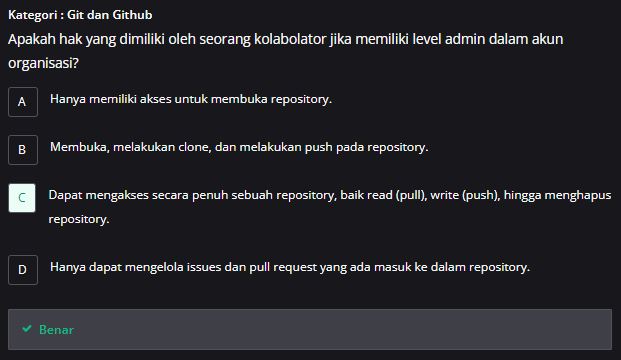 Kategori : Git dan Github
Apakah hak yang dimiliki oleh seorang kolabolator jika memiliki level admin dalam akun
organisasi?
A Hanya memiliki akses untuk membuka repository.
B Membuka, melakukan clone, dan melakukan push pada repository.
C Dapat mengakses secara penuh sebuah repository, baik read (pull), write (push), hingga menghapus
repository.
D Hanya dapat mengelola issues dan pull request yang ada masuk ke dalam repository.
✔ Benar